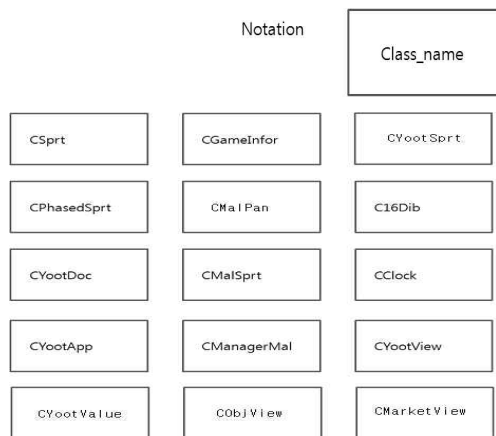 Notation
Class_name
CSprt
CGameInfor
CYootSprt
CPhasedSprt
CMalPan
C16Dib
CYootDoc
CMalSprt
CClock
CYootApp
CManagerMal
CYootView
CYootValue
CObjView
CMarketView